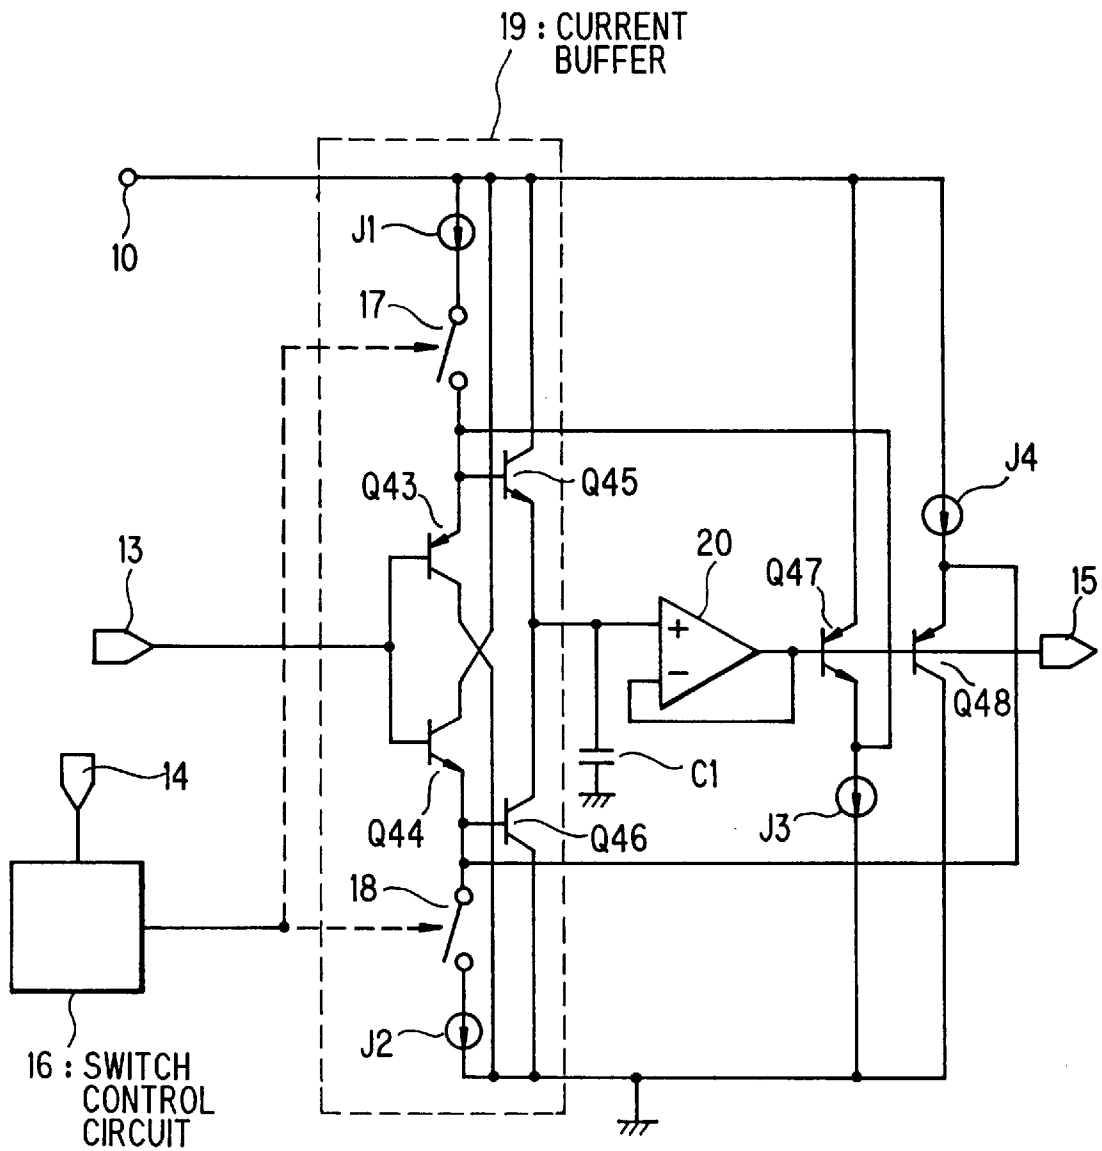 19 : CURRENT
BUFFER
10
J1
17
Q43
Q45
J4
13
20
Q47
15
+
−
Q48
14
C1
Q44
Q46
J3
18
J2
16 : SWITCH
CONTROL
CIRCUIT